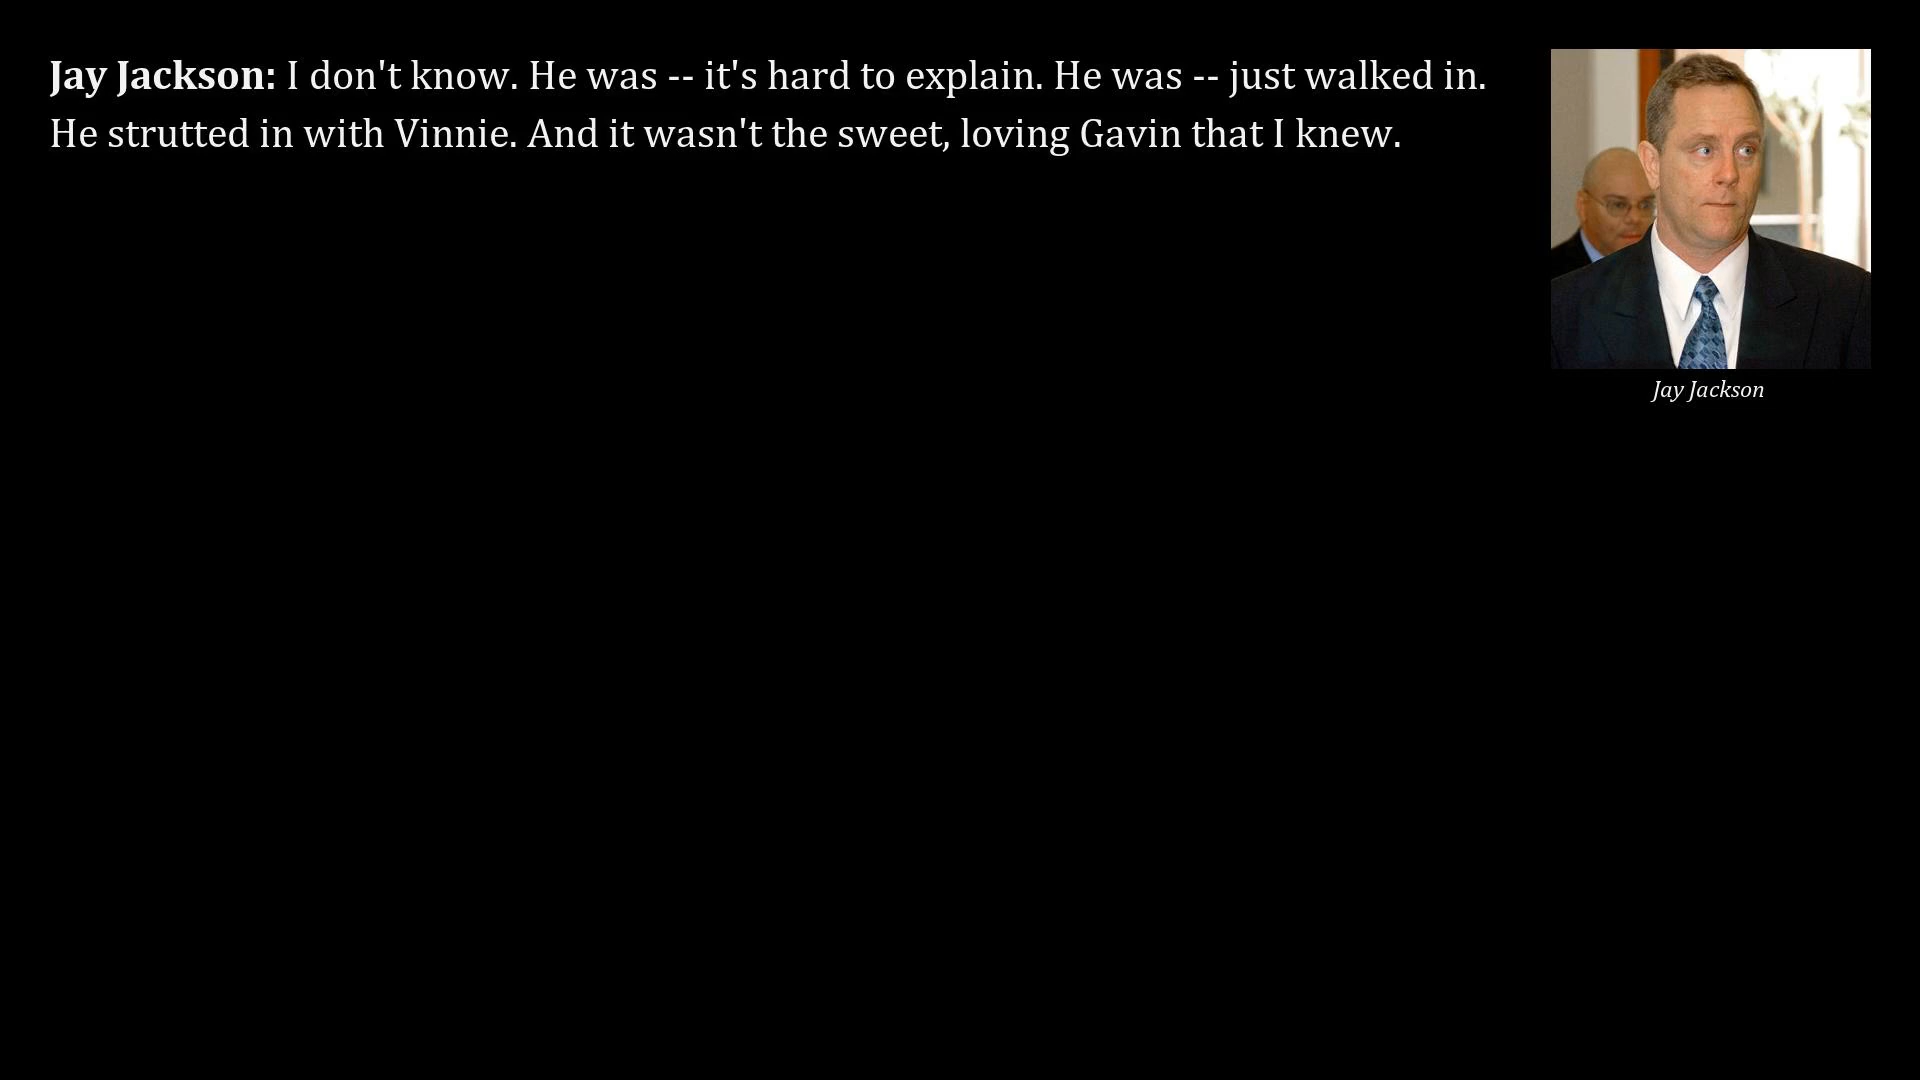 Jay Jackson: I don't know. He was -- it's hard to explain. He was -- just walked in.
He strutted in with Vinnie. And it wasn't the sweet, loving Gavin that I knew.
Jay Jackson